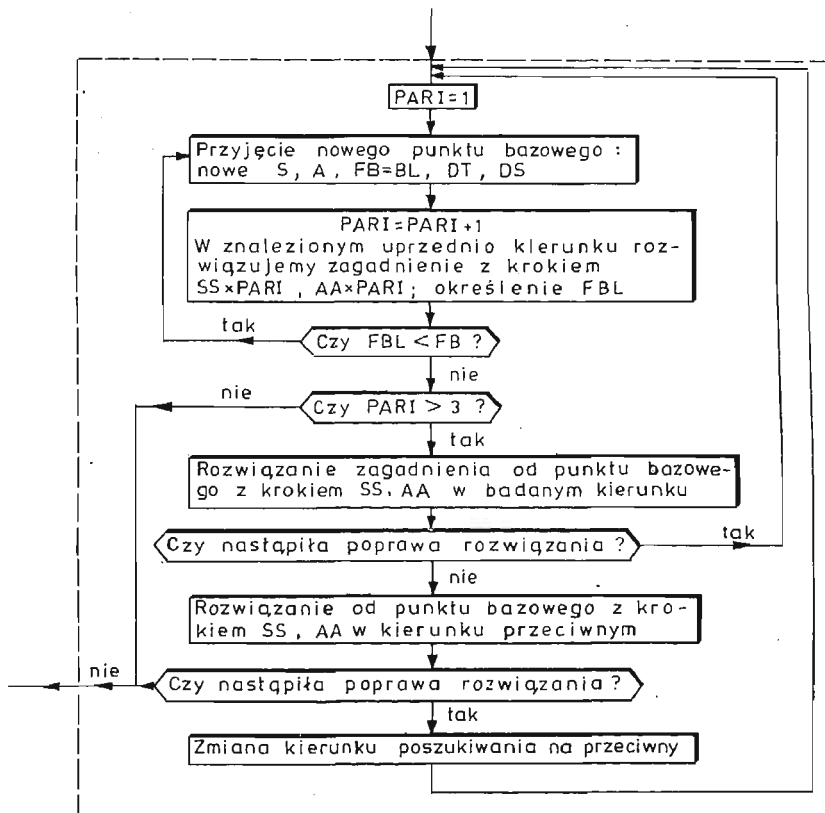 PARI=1
Przyjęcie nowego punktu bazowego :
nowe S, A, FB=BL, DT, DS
PARI=PARI+1
W znalezionym uprzednio kierunku roz-
wiązujemy zagadnienie z krokiem
SS×PARI, AA×PARI; określenie FBL
tak
Czy FBL < FB ?
nie
nie
Czy PARI > 3 ?
tak
Rozwiązanie zagadnienia od punktu bazowe-
go z krokiem SS, AA w badanym kierunku
Czy nastąpiła poprawa rozwiązania ?
tak
nie
Rozwiązanie od punktu bazowego z kro-
kiem SS, AA w kierunku przeciwnym
nie
Czy nastąpiła poprawa rozwiązania ?
tak
Zmiana kierunku poszukiwania na przeciwny